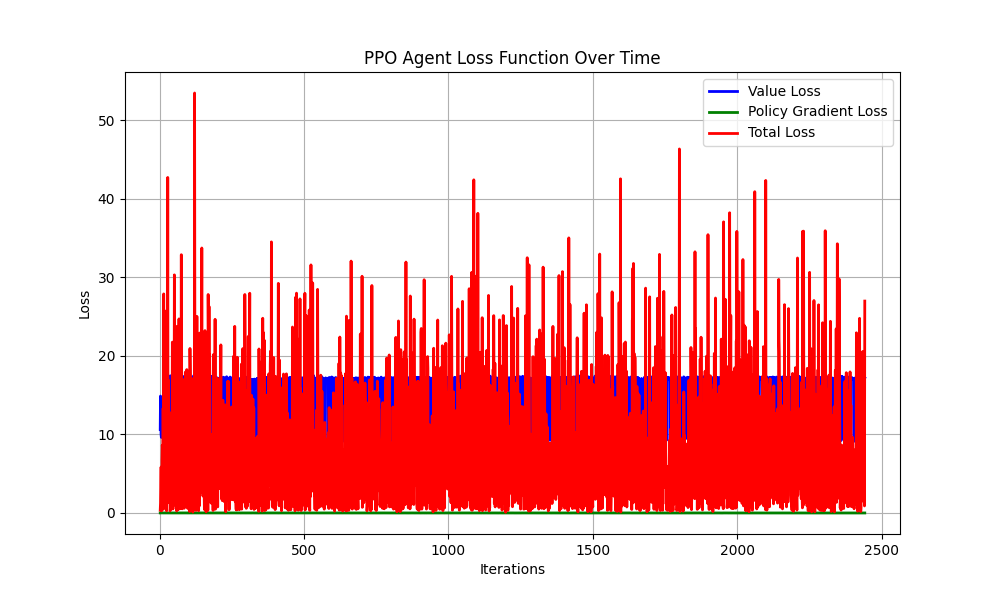 PPO Agent Loss Function Over Time
Value Loss
Policy Gradient Loss
Total Loss
50
40
30
20
10
0
Loss
0 500 1000 1500 2000 2500
Iterations